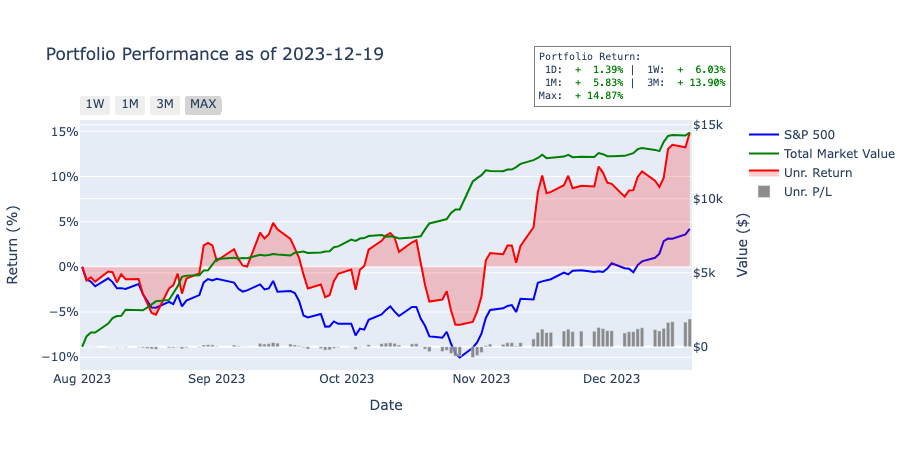 Portfolio Performance as of 2023-12-19
Portfolio Return:
1D: + 1.39% | 1W: + 6.03%
1M: + 5.83% | 3M: + 13.90%
Max: + 14.87%
1W 1M 3M MAX
15%
10%
5%
0%
−5%
−10%
Return (%)
$15k
$10k
$5k
$0
Value ($)
S&P 500
Total Market Value
Unr. Return
Unr. P/L
Aug 2023 Sep 2023 Oct 2023 Nov 2023 Dec 2023
Date